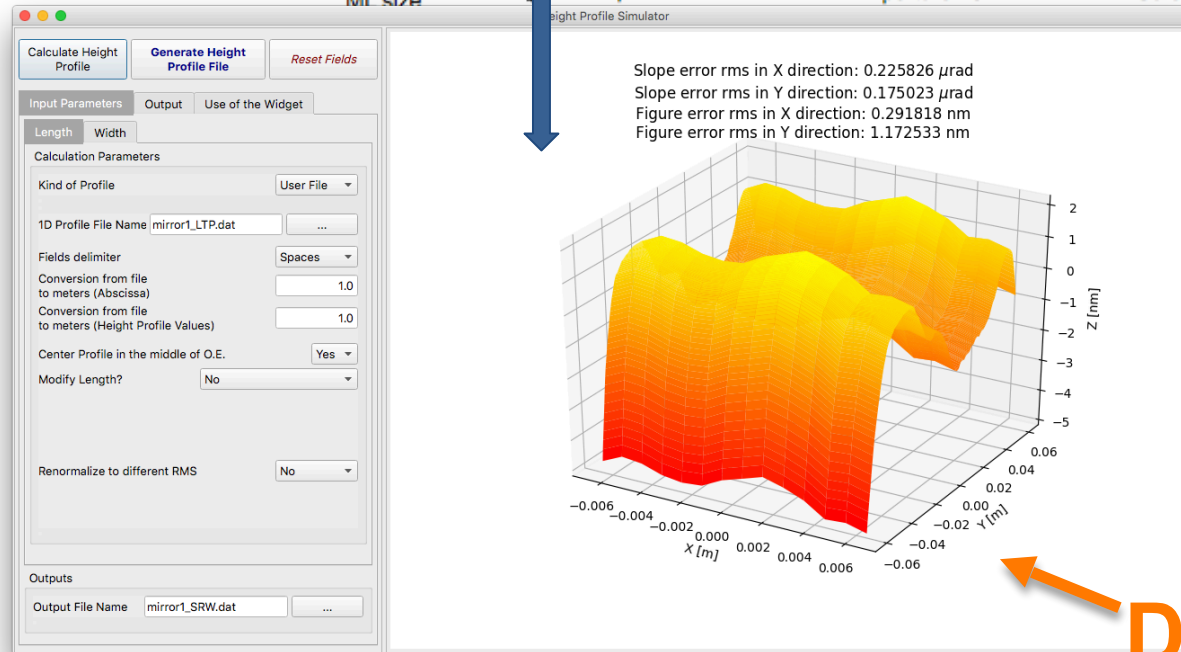 ML size
eight Profile Simulator
Calculate Height
Profile
Generate Height
Profile File
Reset Fields
Input Parameters
Output
Use of the Widget
Length
Width
Calculation Parameters
Kind of Profile
User File
1D Profile File Name
mirror1_LTP.dat
...
Fields delimiter
Spaces
Conversion from file
to meters (Abscissa)
1.0
Conversion from file
to meters (Height Profile Values)
1.0
Center Profile in the middle of O.E.
Yes
Modify Length?
No
Renormalize to different RMS
No
Outputs
Output File Name
mirror1_SRW.dat
...
Slope error rms in X direction: 0.225826 μrad
Slope error rms in Y direction: 0.175023 μrad
Figure error rms in X direction: 0.291818 nm
Figure error rms in Y direction: 1.172533 nm
2
1
0
−1
−2
−3
−4
−5
Z [nm]
0.06
0.04
0.02
0.00
−0.02
−0.04
−0.06
Y [m]
−0.006
−0.004
−0.002
0.000
0.002
0.004
0.006
X [m]
D